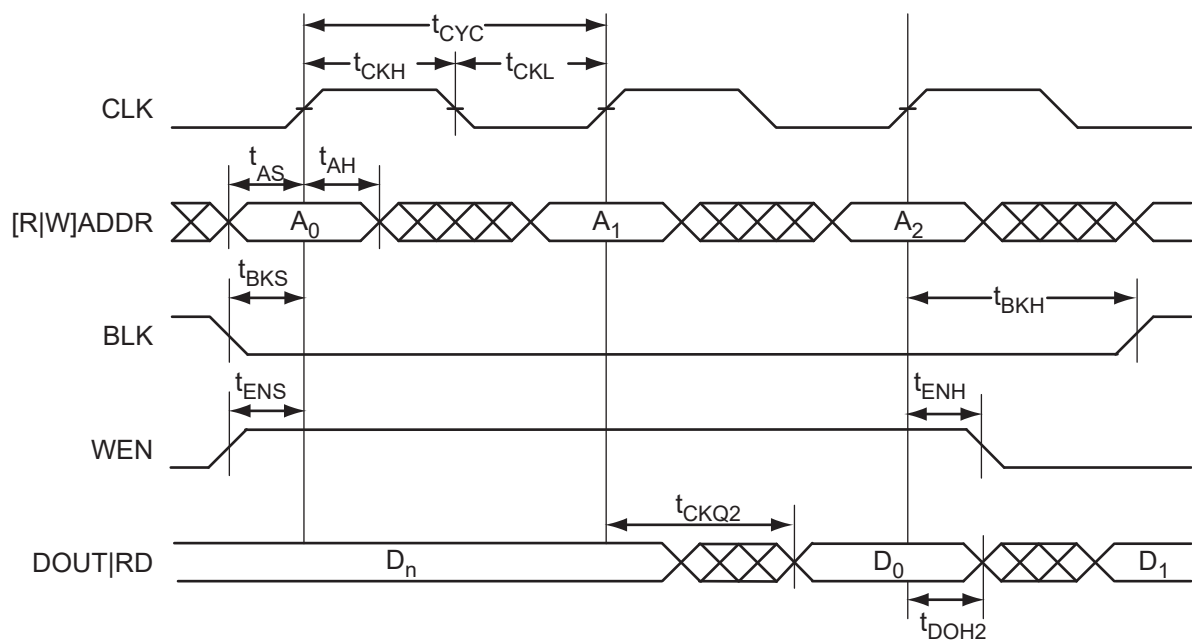 tCYC
tCKH tCKL
CLK
tAS tAH
[R|W]ADDR A0 A1 A2
tBKS tBKH
BLK
tENS tENH
WEN
tCKQ2
DOUT|RD Dn D0 D1
tDOH2